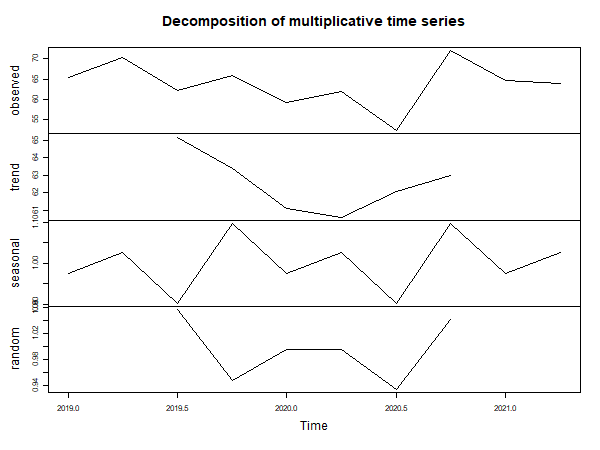 Decomposition of multiplicative time series
observed
70
65
60
55
trend
65
64
63
62
61
seasonal
1.00
random
1.02
0.98
0.94
2019.0 2019.5 2020.0 2020.5 2021.0
Time